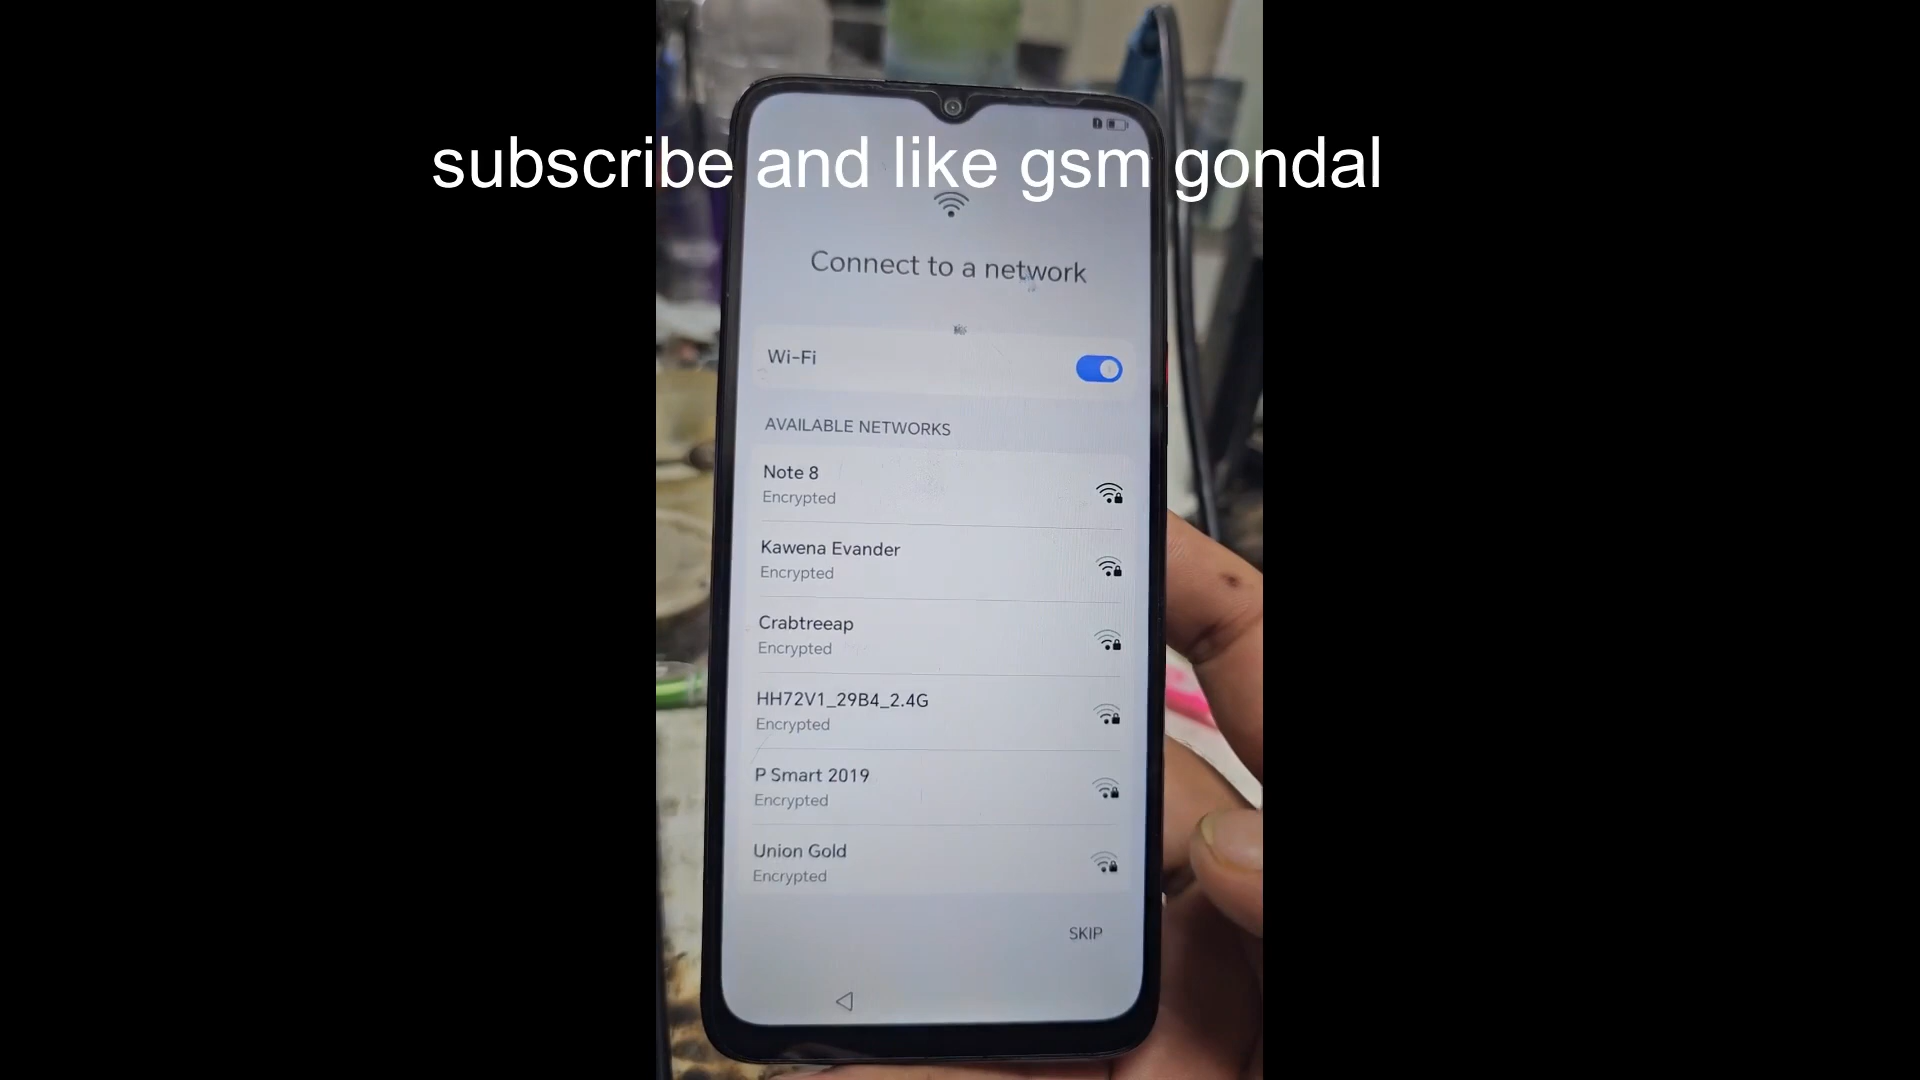 subscribe and like gsm gondal
Connect to a network
Wi-Fi
AVAILABLE NETWORKS
Note 8
Encrypted
Kawena Evander
Encrypted
Crabtreeap
Encrypted
HH72V1_29B4_2.4G
Encrypted
P Smart 2019
Encrypted
Union Gold
Encrypted
SKIP